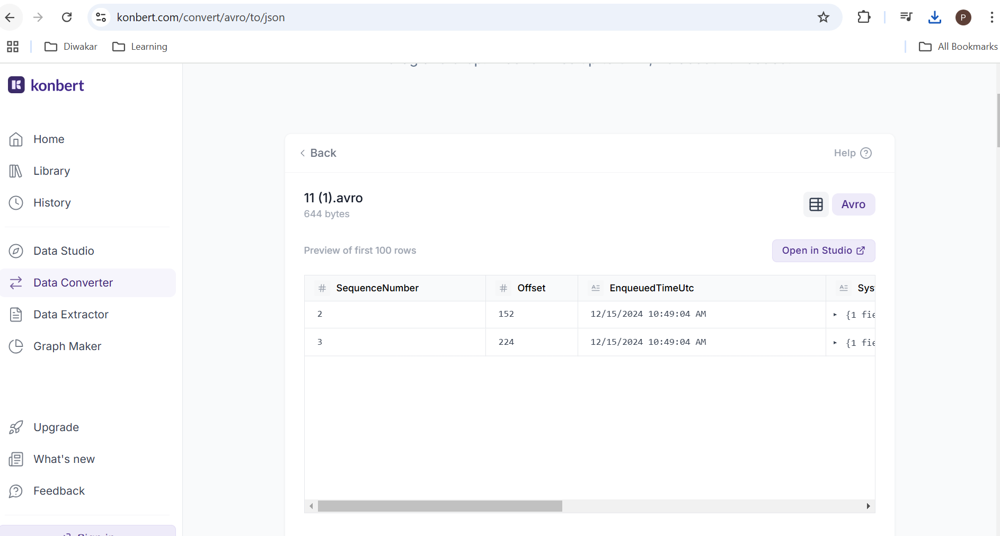 konbert.com/convert/avro/to/json
P
Diwakar
Learning
All Bookmarks
konbert
Home
Library
History
Data Studio
Data Converter
Data Extractor
Graph Maker
Upgrade
What's new
Feedback
Back
Help
11 (1).avro
644 bytes
Avro
Preview of first 100 rows
Open in Studio
# SequenceNumber # Offset EnqueuedTimeUtc Sys
2 152 12/15/2024 10:49:04 AM {1 fie
3 224 12/15/2024 10:49:04 AM {1 fie